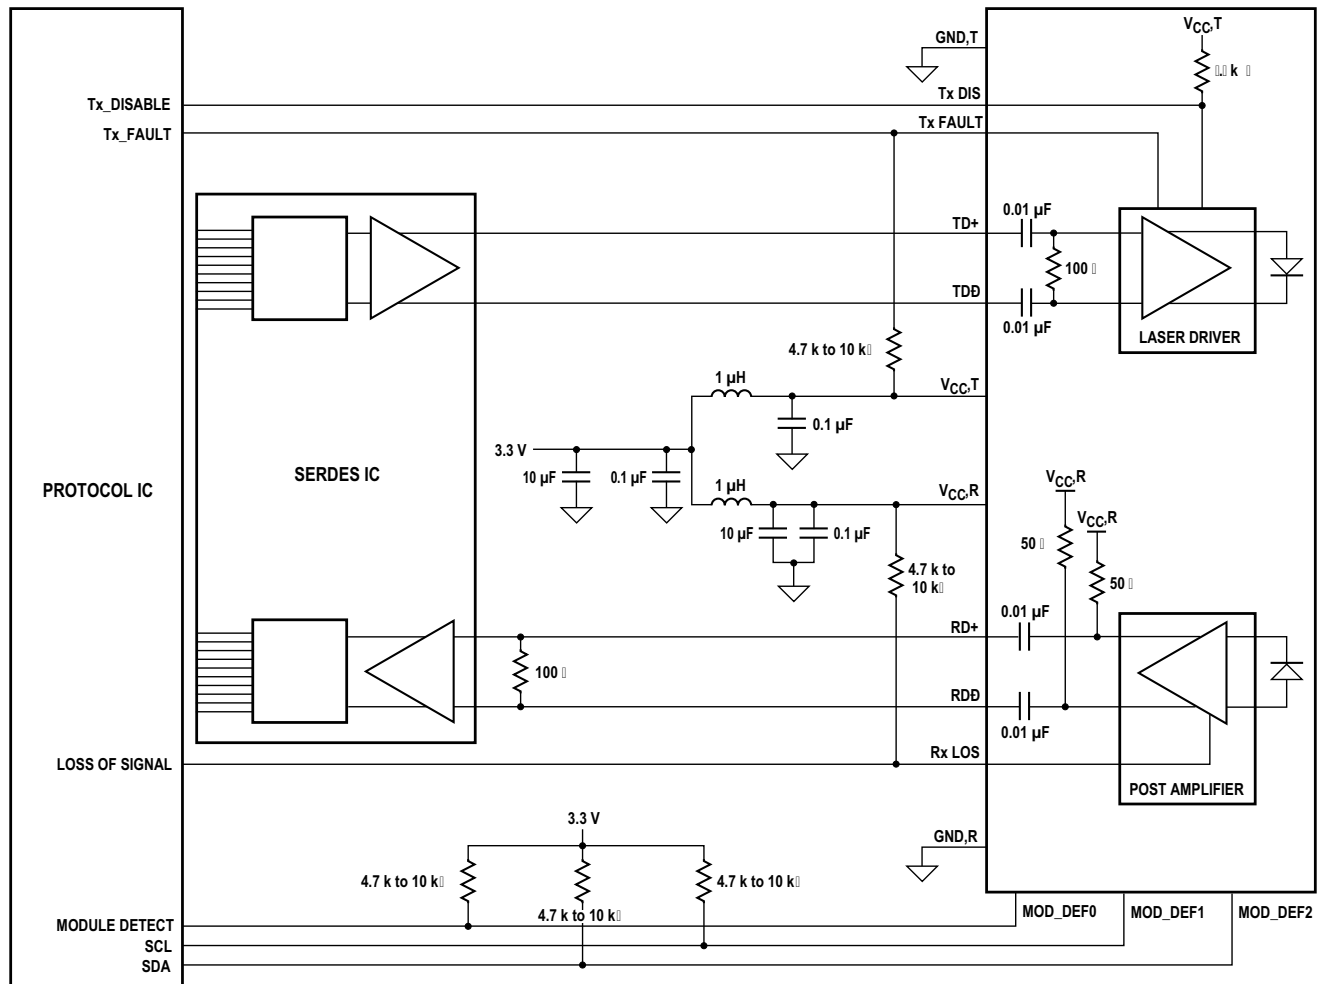 GND,T
VCC,T
k
Tx_DISABLE
Tx DIS
Tx_FAULT
Tx FAULT
0.01 µF
TD+
100
TDÐ
0.01 µF
LASER DRIVER
4.7 k to 10 k
1 µH
VCC,T
0.1 µF
3.3 V
10 µF
0.1 µF
SERDES IC
PROTOCOL IC
1 µH
VCC,R
10 µF
0.1 µF
VCC,R
VCC,R
50
50
4.7 k to
10 k
0.01 µF
RD+
100
RDÐ
0.01 µF
LOSS OF SIGNAL
Rx LOS
POST AMPLIFIER
3.3 V
GND,R
4.7 k to 10 k
4.7 k to 10 k
4.7 k to 10 k
MOD_DEF0
MOD_DEF1
MOD_DEF2
MODULE DETECT
SCL
SDA